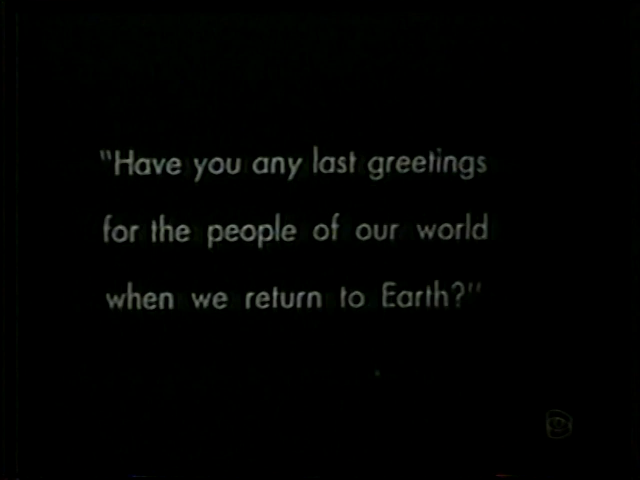 "Have you any last greetings
for the people of our world
when we return to Earth?"